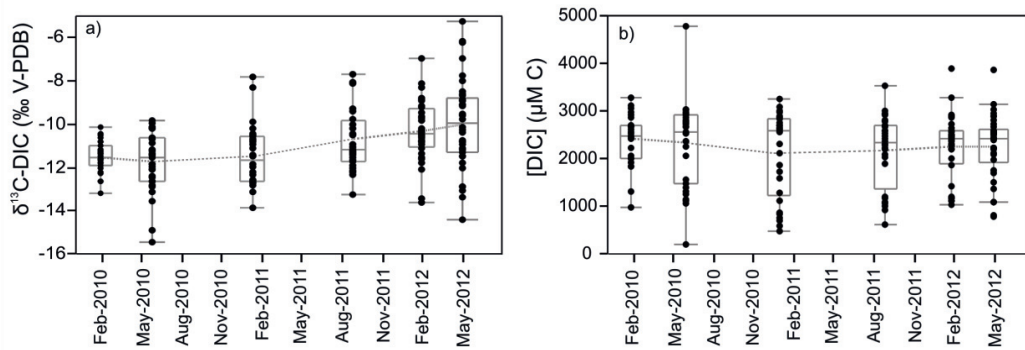 a)
δ¹³C-DIC (‰ V-PDB)
-6
-8
-10
-12
-14
-16
Feb-2010
May-2010
Aug-2010
Nov-2010
Feb-2011
May-2011
Aug-2011
Nov-2011
Feb-2012
May-2012
b)
[DIC] (µM C)
5000
4000
3000
2000
1000
0
Feb-2010
May-2010
Aug-2010
Nov-2010
Feb-2011
May-2011
Aug-2011
Nov-2011
Feb-2012
May-2012